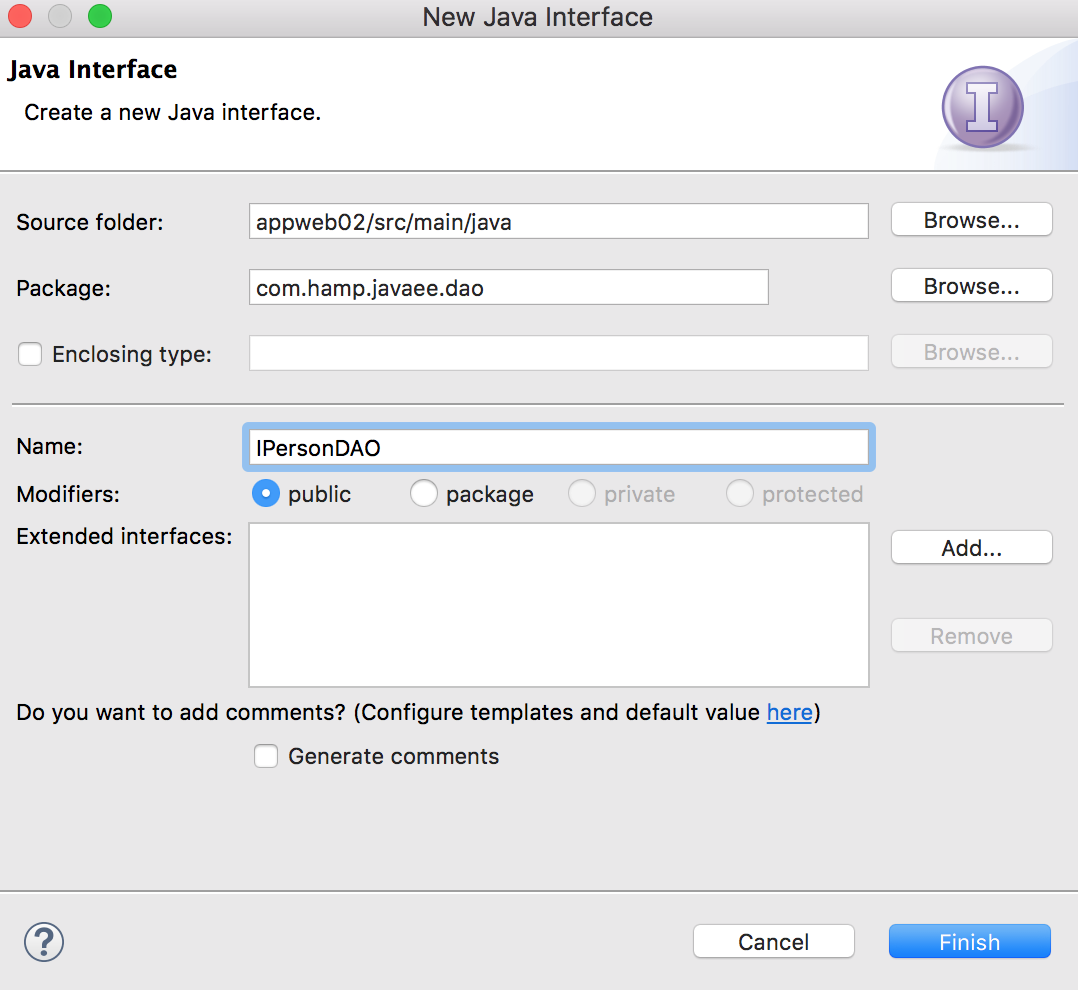 New Java Interface
Java Interface
Create a new Java interface.
I
Source folder: appweb02/src/main/java Browse...
Package: com.hamp.javaee.dao Browse...
Enclosing type: Browse...
Name: IPersonDAO
Modifiers: public package private protected
Extended interfaces: Add...
Remove
Do you want to add comments? (Configure templates and default value here)
Generate comments
? Cancel Finish